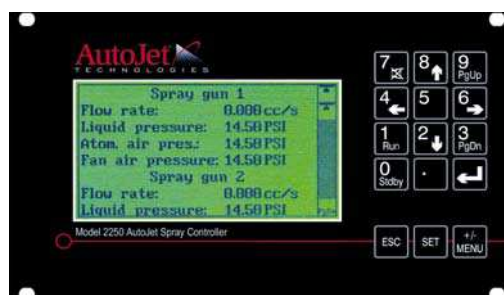 AutoJet
TECHNOLOGIES
Spray gun 1
Flow rate: 0.000cc/s
Liquid pressure: 14.50PSI
Atom. air pres.: 14.50PSI
Fan air pressure: 14.50PSI
Spray gun 2
Flow rate: 0.000cc/s
Liquid pressure: 14.50PSI
Model 2250 AutoJet Spray Controller
7 8 9 PgUp
4 5 6
1 Run 2 3 PgDn
0 Stdby .
ESC SET +/- MENU